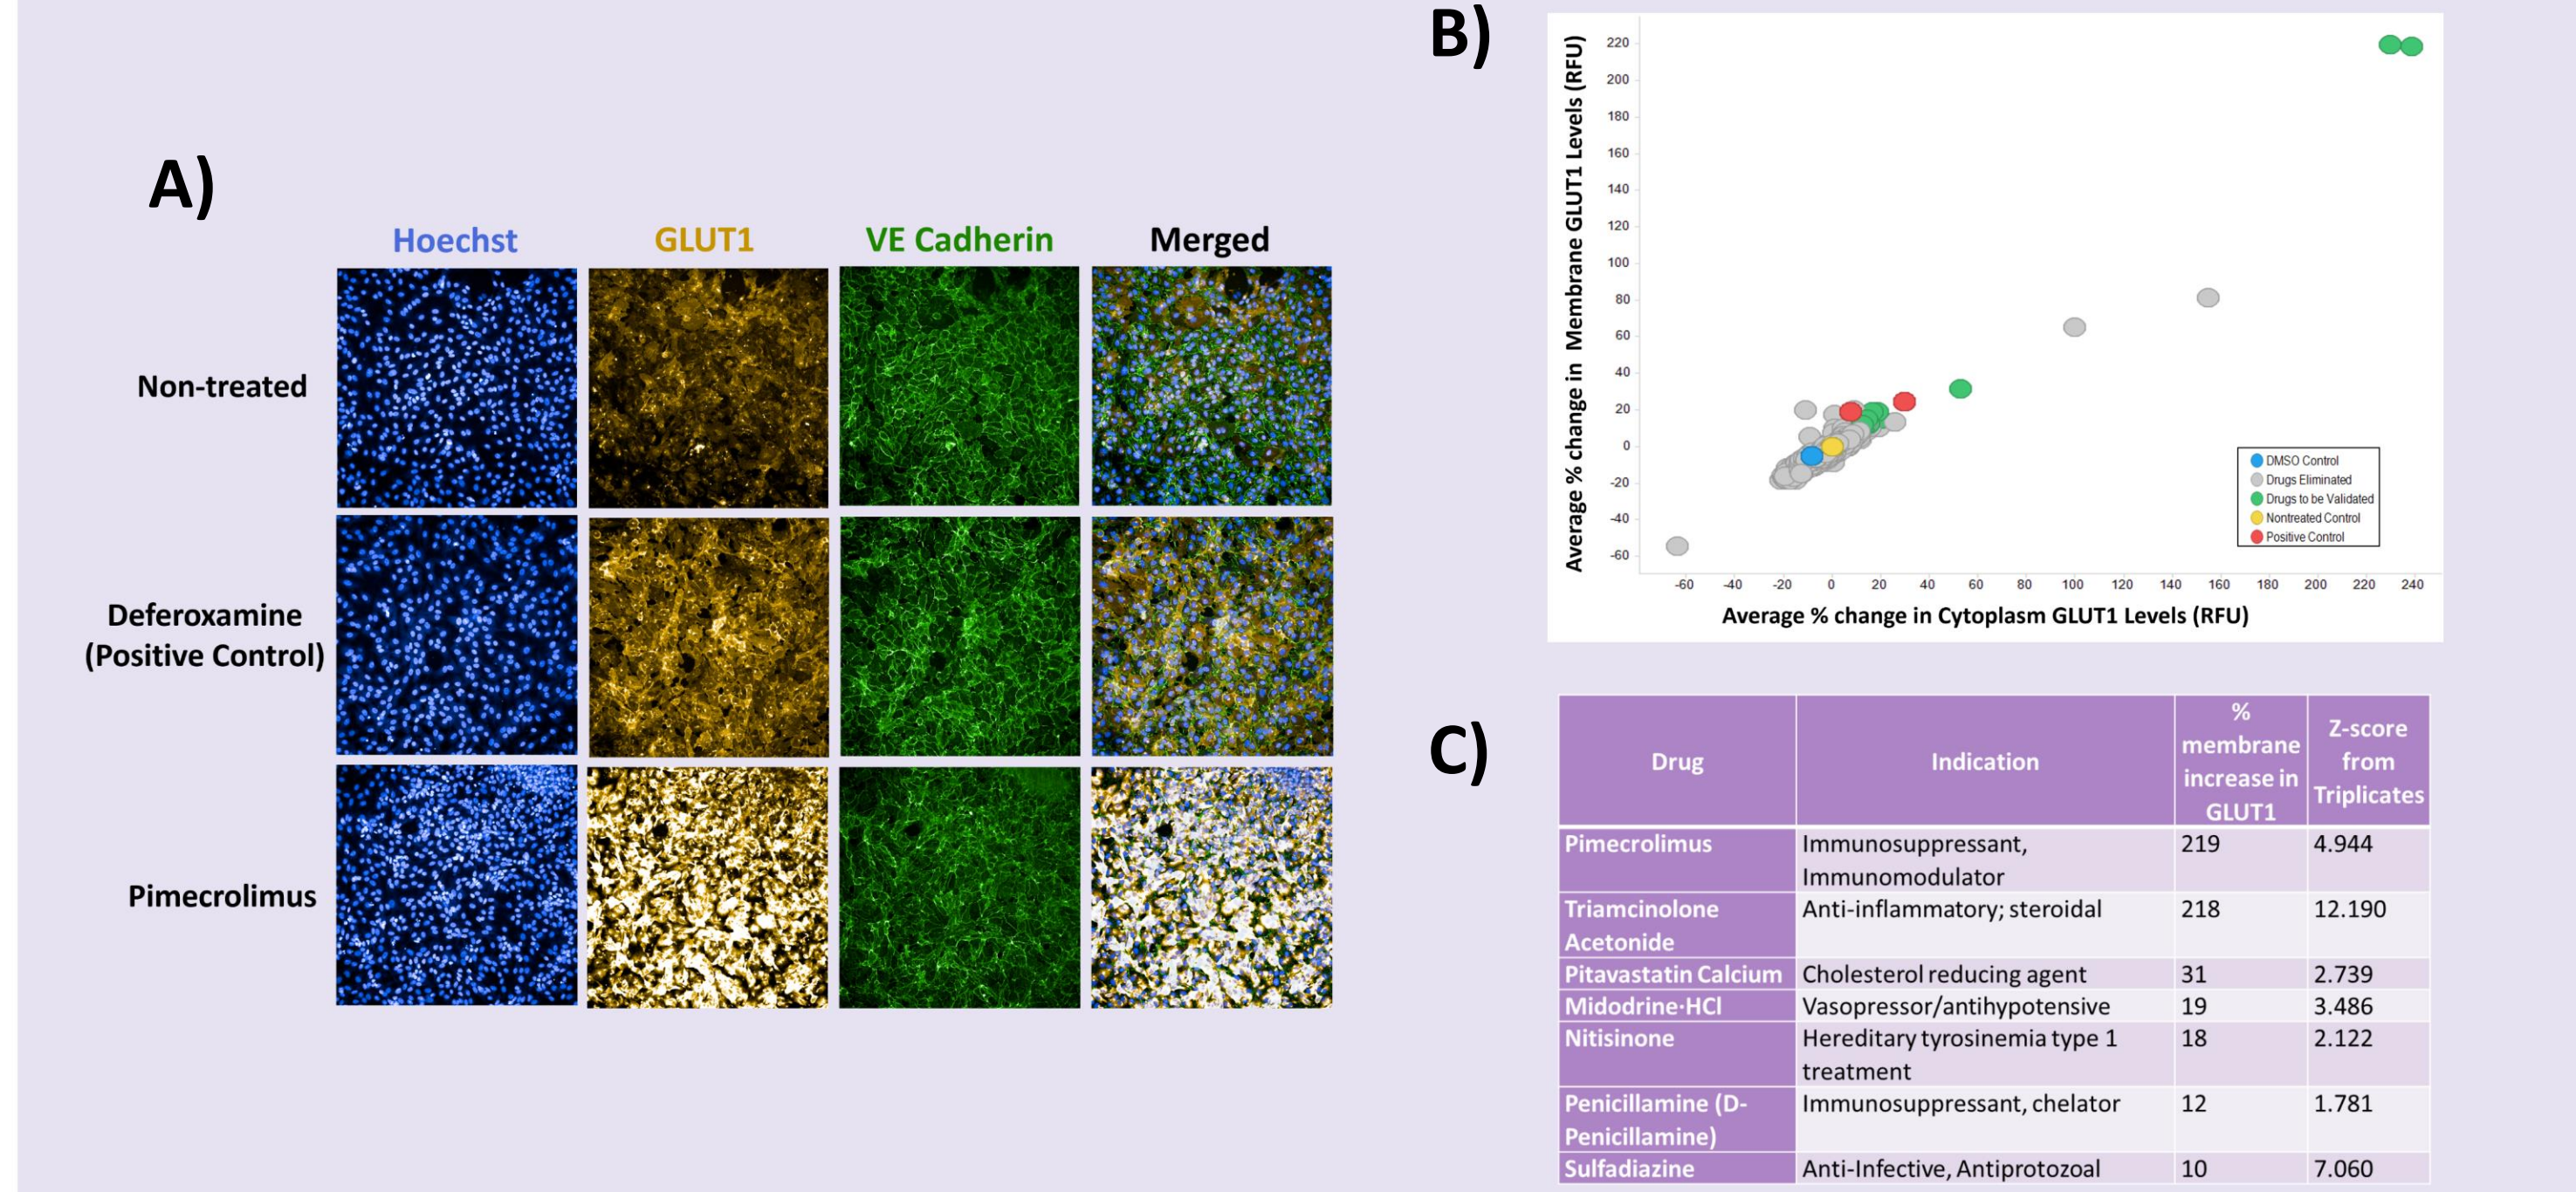 A)
Hoechst GLUT1 VE Cadherin Merged
Non-treated
Deferoxamine
(Positive Control)
Pimecrolimus
B)
Average % change in Membrane GLUT1 Levels (RFU)
220
200
180
160
140
120
100
80
60
40
20
0
-20
-40
-60
-60 -40 -20 0 20 40 60 80 100 120 140 160 180 200 220 240
Average % change in Cytoplasm GLUT1 Levels (RFU)
DMSO Control
Drugs Eliminated
Drugs to be Validated
Nontreated Control
Positive Control
C)
Drug
Indication
%
membrane
increase in
GLUT1
Z-score
from
Triplicates
Pimecrolimus
Immunosuppressant,
Immunomodulator
219
4.944
Triamcinolone
Acetonide
Anti-inflammatory; steroidal
218
12.190
Pitavastatin Calcium
Cholesterol reducing agent
31
2.739
Midodrine·HCl
Vasopressor/antihypotensive
19
3.486
Nitisinone
Hereditary tyrosinemia type 1
treatment
18
2.122
Penicillamine (D-
Penicillamine)
Immunosuppressant, chelator
12
1.781
Sulfadiazine
Anti-Infective, Antiprotozoal
10
7.060